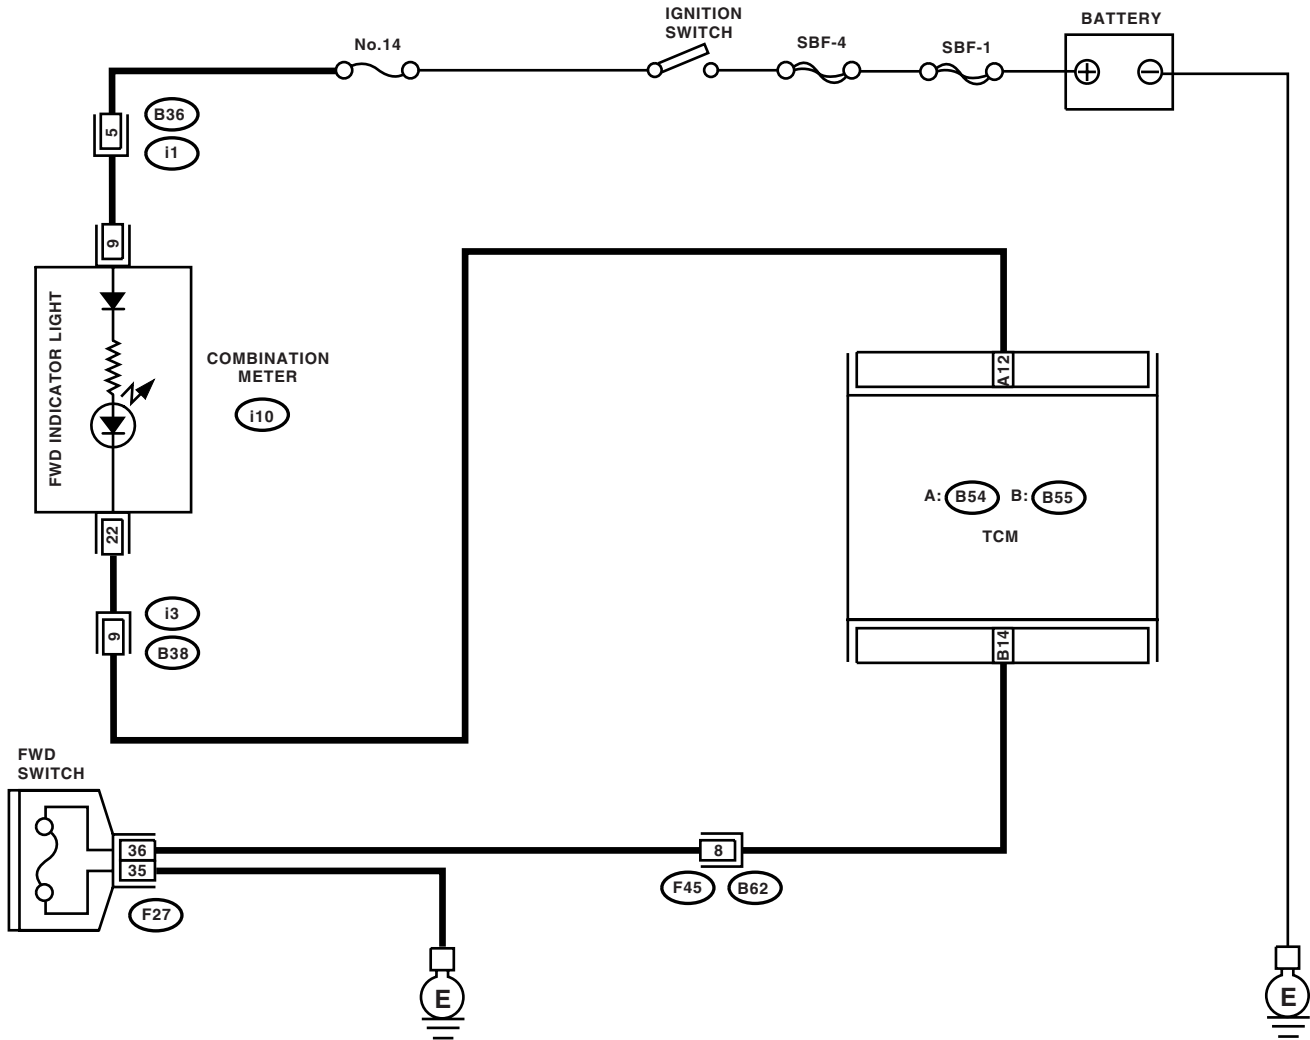 IGNITION
SWITCH
BATTERY
No.14
SBF-4
SBF-1
B36
5
i1
9
FWD INDICATOR LIGHT
COMBINATION
METER
i10
A12
A: B54 B: B55
TCM
22
i3
9
B38
B14
FWD
SWITCH
36
8
35
F45 B62
F27
E
E